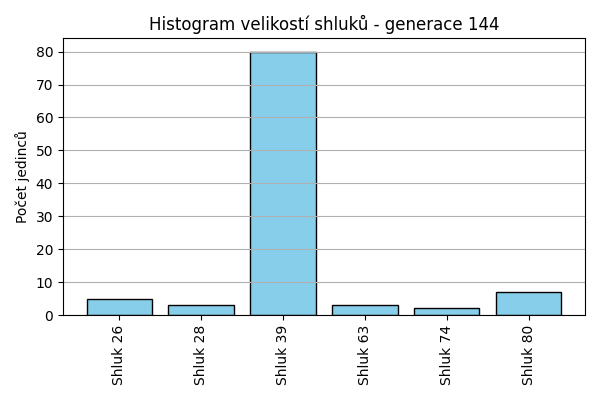 Histogram velikostí shluků - generace 144
Počet jedinců
80
70
60
50
40
30
20
10
0
Shluk 26
Shluk 28
Shluk 39
Shluk 63
Shluk 74
Shluk 80